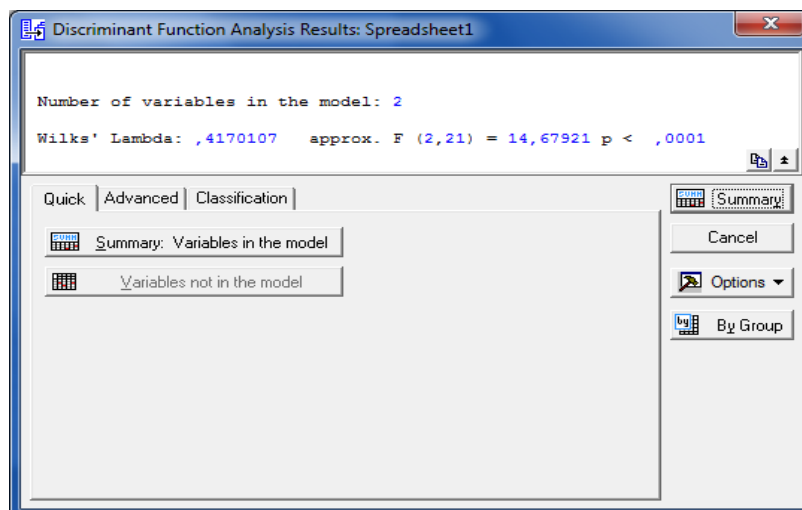 Discriminant Function Analysis Results: Spreadsheet1
Number of variables in the model: 2
Wilks' Lambda: ,4170107 approx. F (2,21) = 14,67921 p < ,0001
Quick Advanced Classification
Summary: Variables in the model
Variables not in the model
Summary
Cancel
Options
By Group